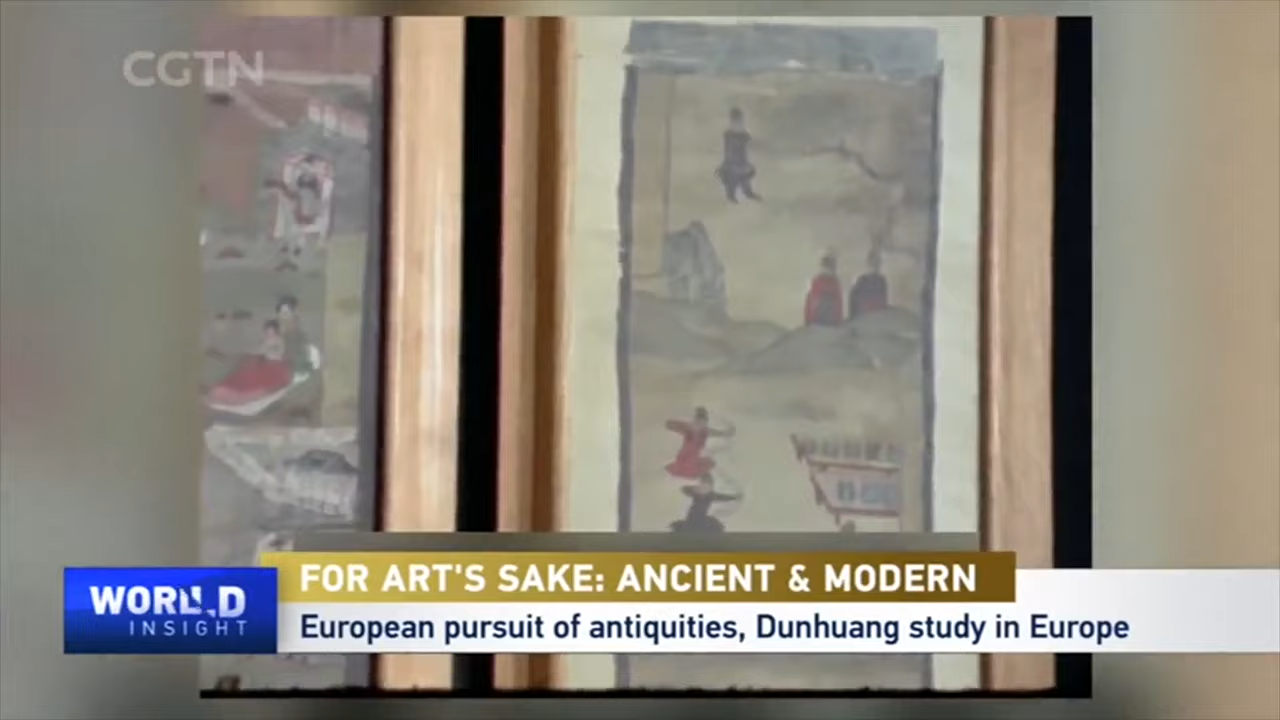 CGTN
FOR ART'S SAKE: ANCIENT & MODERN
WORLD
INSIGHT
European pursuit of antiquities, Dunhuang study in Europe